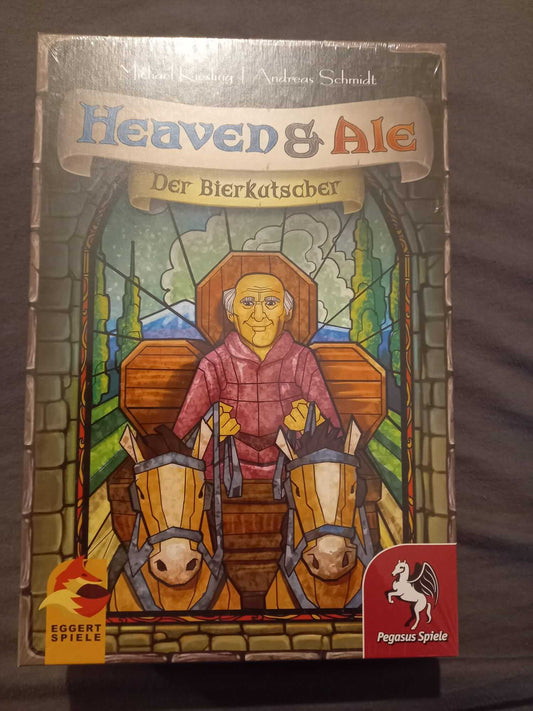 Michael Kiesling | Andreas Schmidt
Heaven & Ale
Der Bierkutscher
EGGERT
SPIELE
Pegasus Spiele